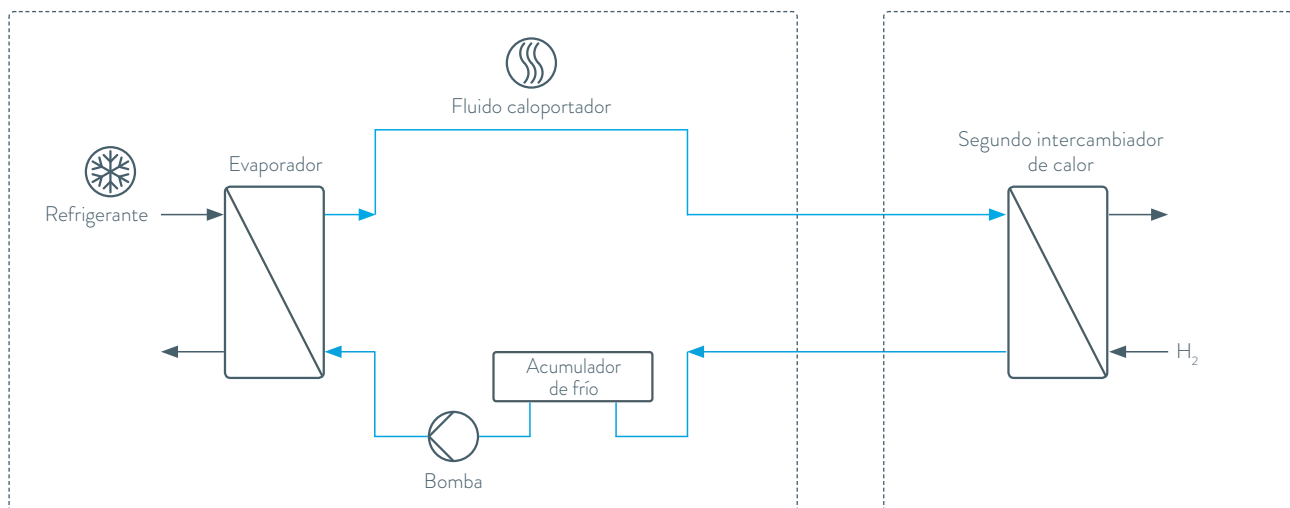 Fluido caloportador
Segundo intercambiador
de calor
Evaporador
Refrigerante
H₂
Acumulador
de frío
Bomba